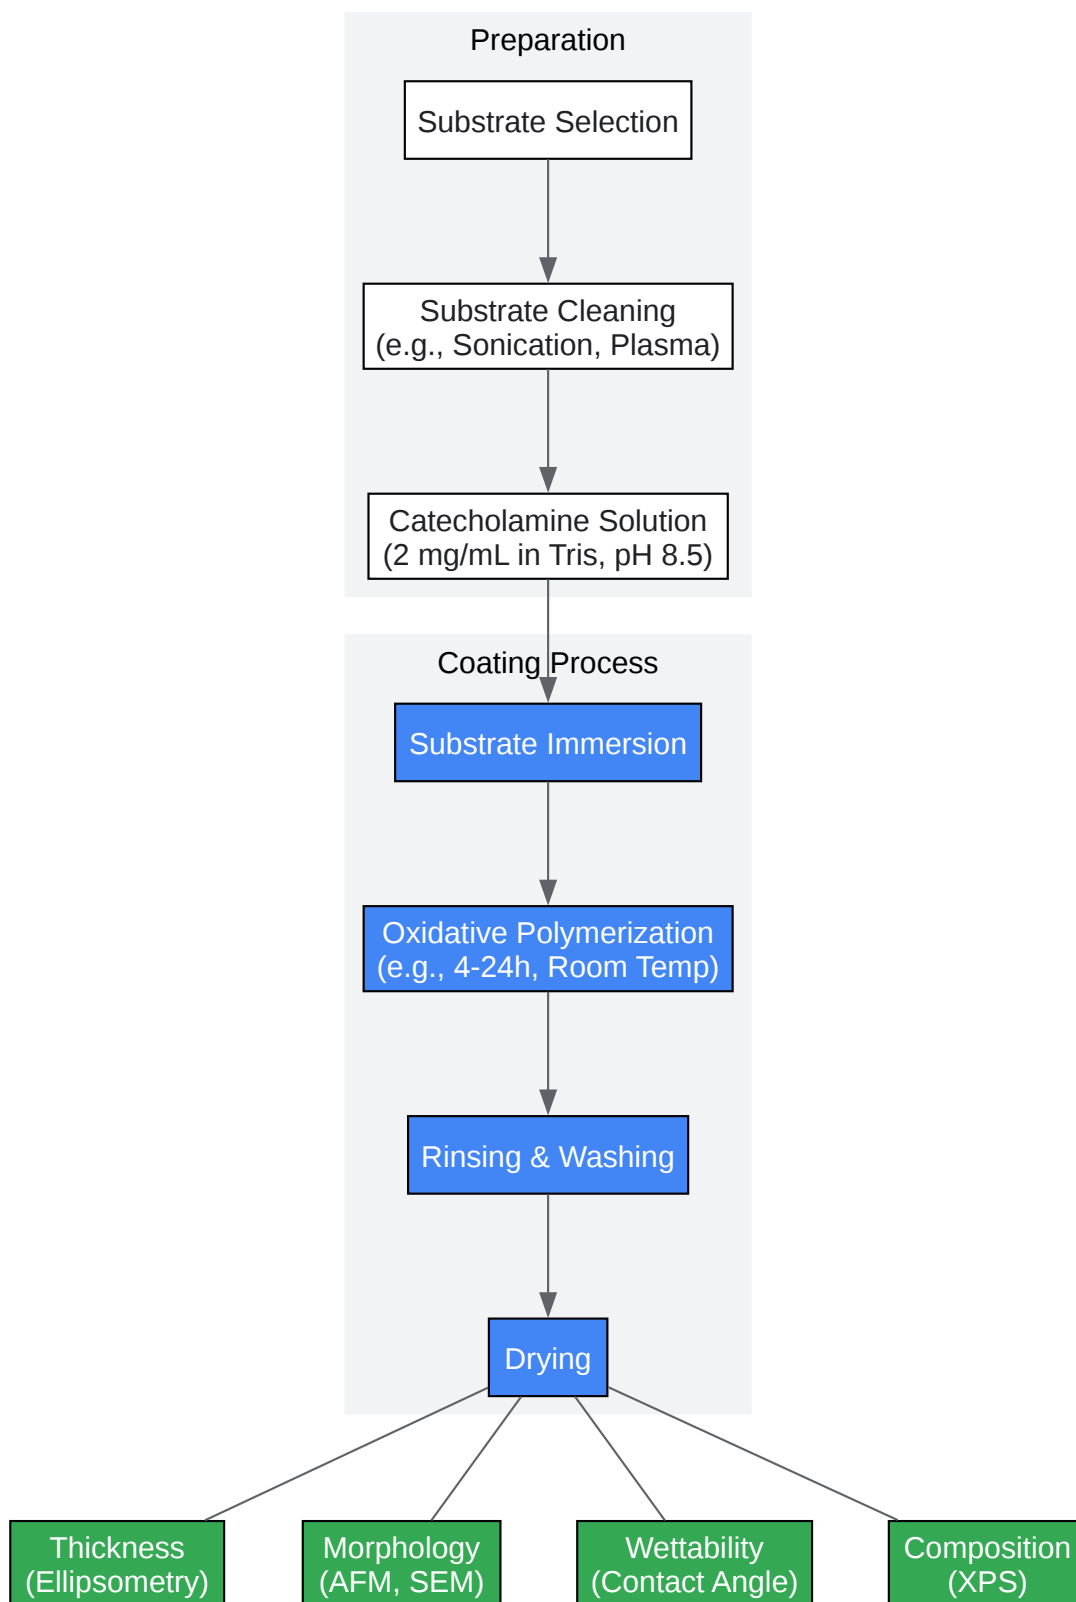 Preparation
Substrate Selection
Substrate Cleaning
(e.g., Sonication, Plasma)
Catecholamine Solution
(2 mg/mL in Tris, pH 8.5)
Coating Process
Substrate Immersion
Oxidative Polymerization
(e.g., 4-24h, Room Temp)
Rinsing & Washing
Drying
Thickness
(Ellipsometry)
Morphology
(AFM, SEM)
Wettability
(Contact Angle)
Composition
(XPS)